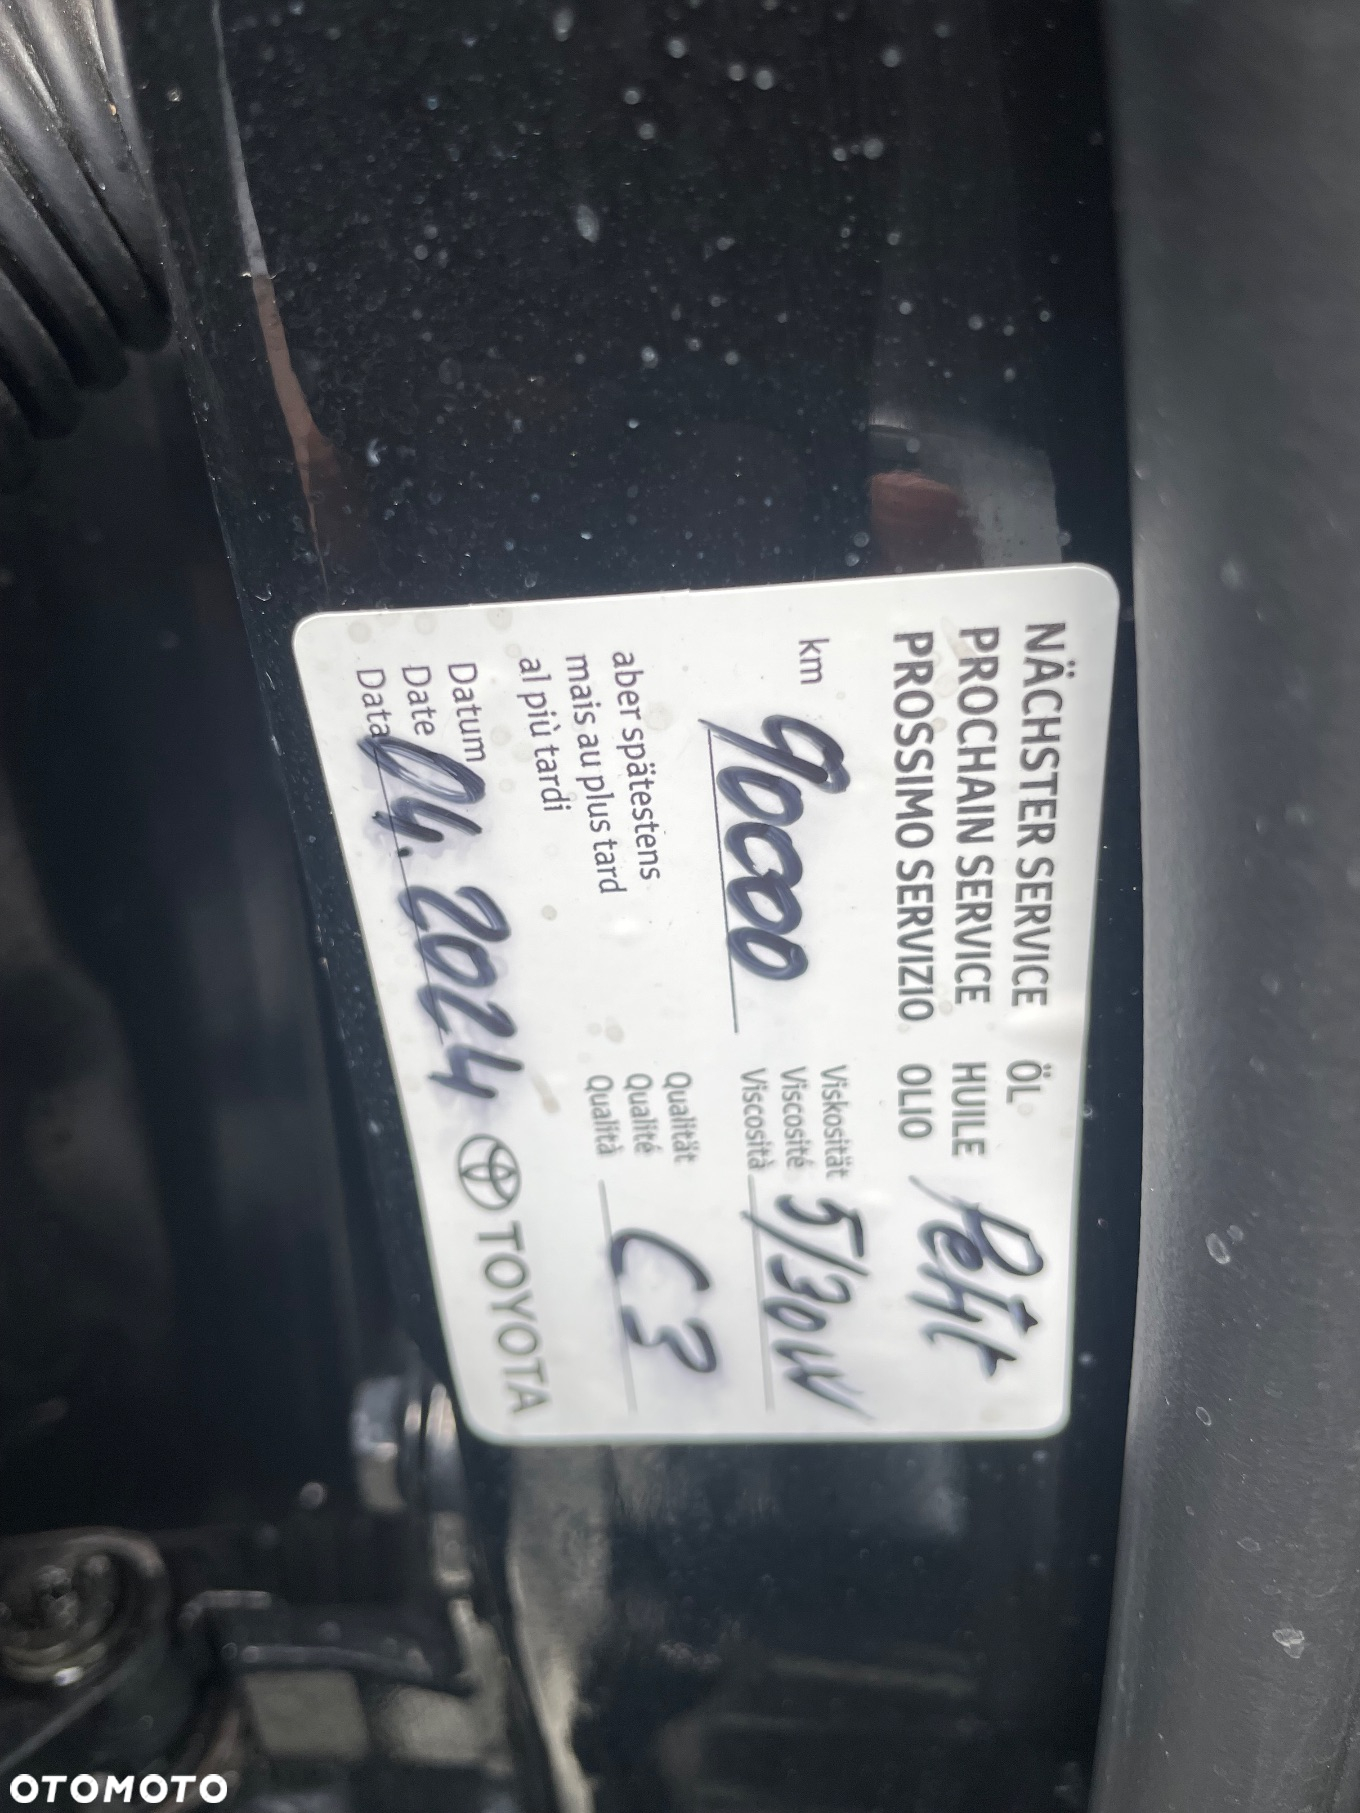 NÄCHSTER SERVICE ÖL
PROCHAIN SERVICE HUILE
PROSSIMO SERVIZIO OLIO
km 90000
Viskosität
Viscosité
Viscosità 5/30W
aber spätestens
mais au plus tard
al più tardi
Qualität
Qualité
Qualità C3
Datum
Date
Data 04.2024
TOYOTA
OTOMOTO